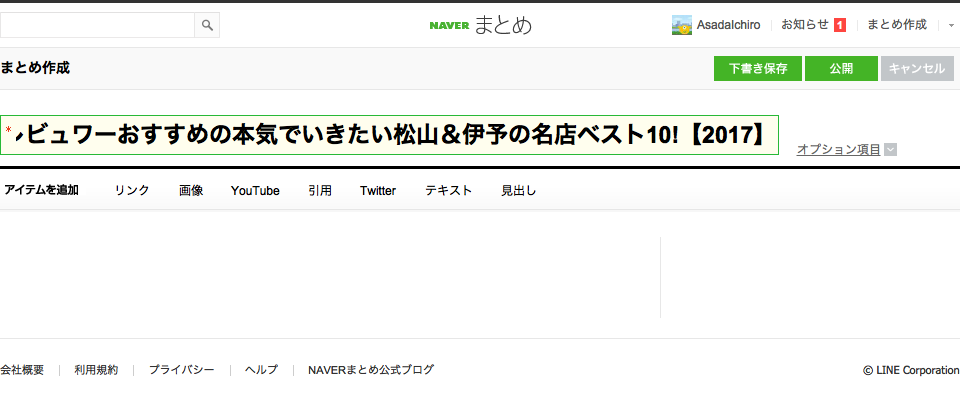 NAVER まとめ
AsadaIchiro お知らせ 1 まとめ作成
まとめ作成
下書き保存 公開 キャンセル
*ビュワーおすすめの本気でいきたい松山＆伊予の名店ベスト10!【2017】
オプション項目
アイテムを追加 リンク 画像 YouTube 引用 Twitter テキスト 見出し
会社概要 利用規約 プライバシー ヘルプ NAVERまとめ公式ブログ
© LINE Corporation